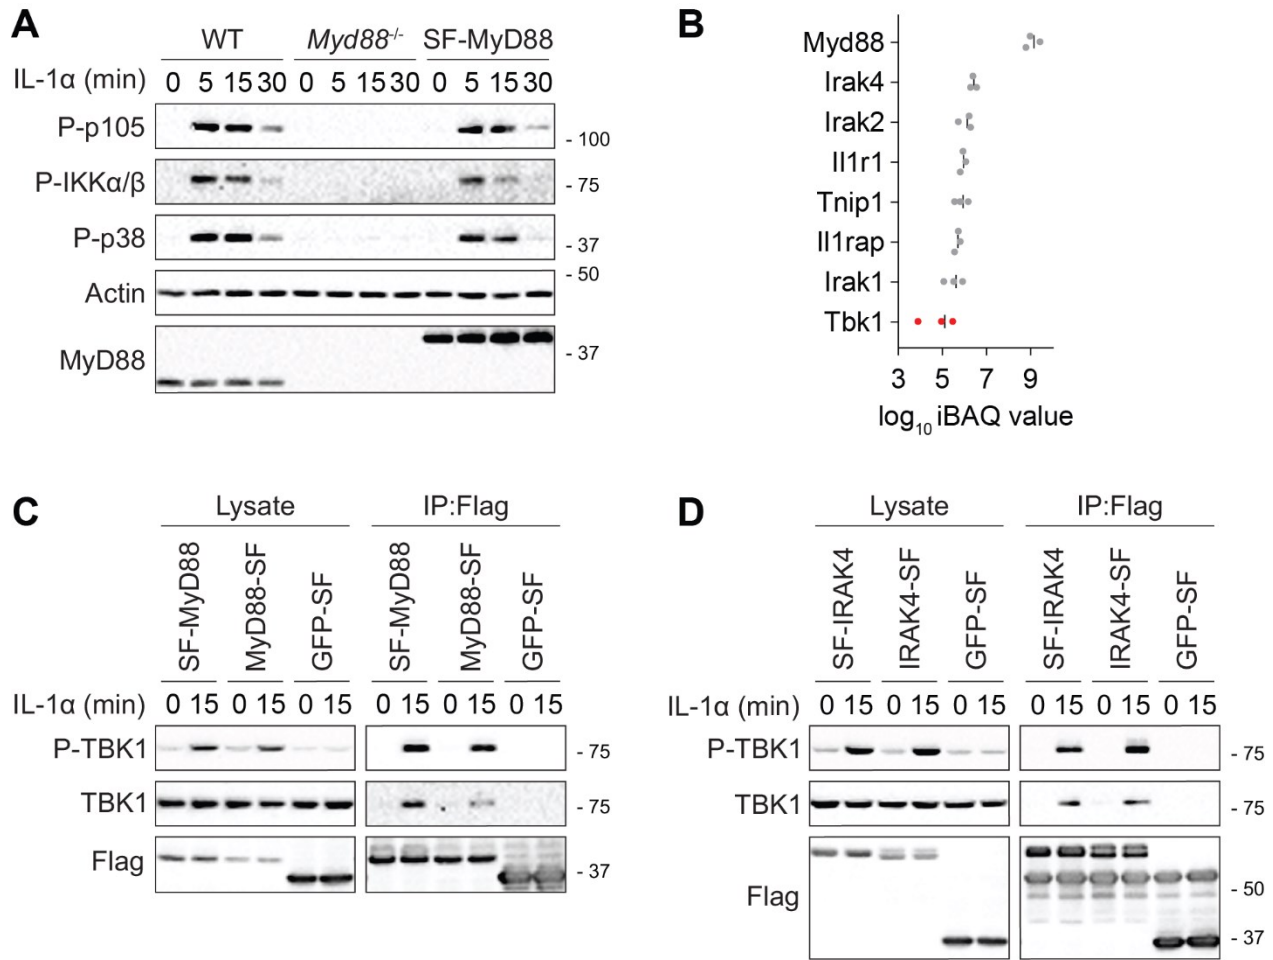 A
WT Myd88-/- SF-MyD88
IL-1α (min) 0 5 15 30 0 5 15 30 0 5 15 30
P-p105
- 100
P-IKKα/β
- 75
P-p38
- 37
- 50
Actin
MyD88
- 37
B
Myd88
Irak4
Irak2
Il1r1
Tnip1
Il1rap
Irak1
Tbk1
3 5 7 9
log10 iBAQ value
C
Lysate IP:Flag
SF-MyD88 MyD88-SF GFP-SF SF-MyD88 MyD88-SF GFP-SF
IL-1α (min) 0 15 0 15 0 15 0 15 0 15 0 15
P-TBK1 - 75
TBK1 - 75
Flag - 37
D
Lysate IP:Flag
SF-IRAK4 IRAK4-SF GFP-SF SF-IRAK4 IRAK4-SF GFP-SF
IL-1α (min) 0 15 0 15 0 15 0 15 0 15 0 15
P-TBK1 - 75
TBK1 - 75
Flag
- 50
- 37